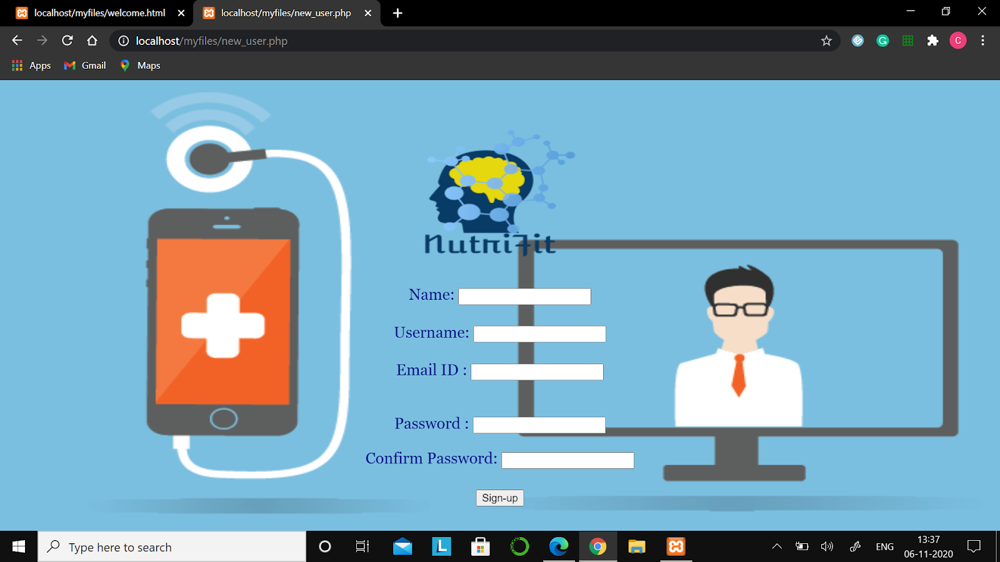 localhost/myfiles/welcome.html
localhost/myfiles/new_user.php
localhost/myfiles/new_user.php
C
Apps
Gmail
Maps
NutriFit
Name:
Username:
Email ID :
Password :
Confirm Password:
Sign-up
Type here to search
L
ENG
13:37
06-11-2020